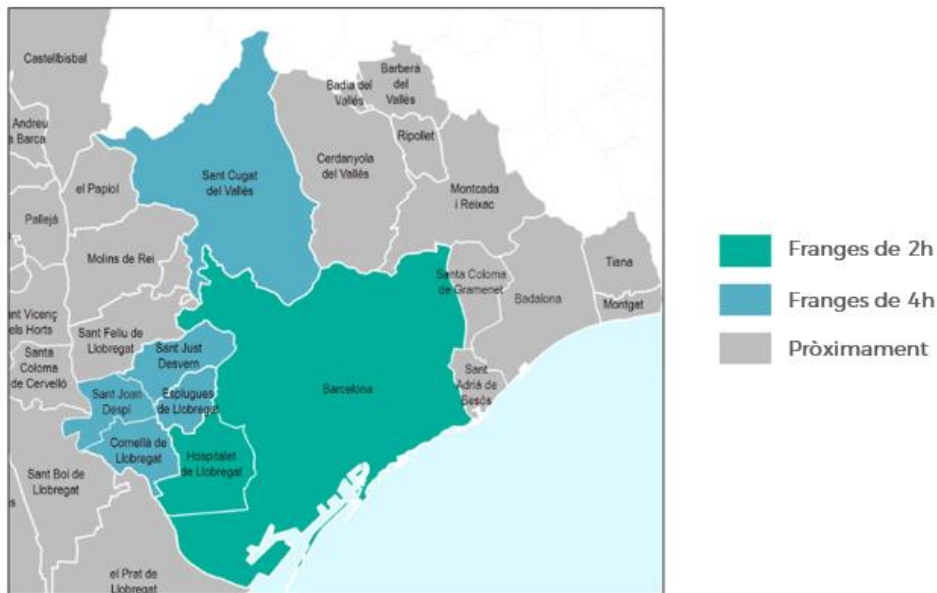 Castellbisbal
Andreu
a Barca
Pallejà
el Papiol
Molins de Rei
ant Vicenç
els Horts
Santa
Coloma
de Cervelló
Sant Feliu de
Llobregat
Sant Boi de
Llobregat
el Prat de
Llobregat
Sant Cugat
del Vallès
Sant Just
Desvern
Sant Joan
Despí
Esplugues
de Llobregat
Cornellà de
Llobregat
Hospitalet
de Llobregat
Barcelona
Cerdanyola
del Vallès
Badia del
Vallès
Barberà
del
Vallès
Ripollet
Montcada
i Reixac
Santa Coloma
de Gramenet
Badalona
Sant
Adrià de
Besòs
Tiana
Montgat
Franges de 2h
Franges de 4h
Pròximament